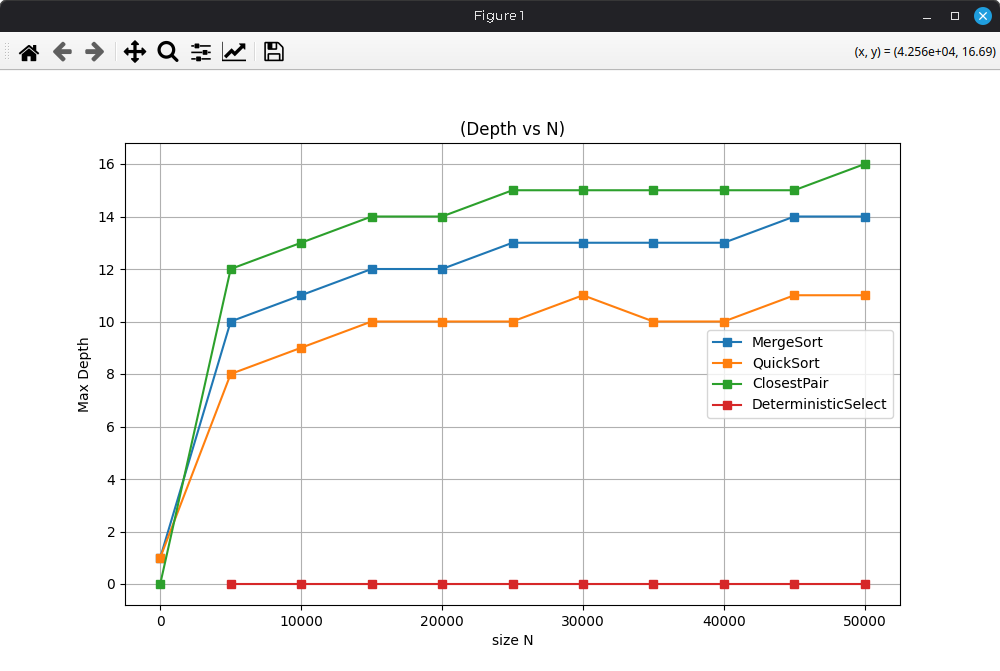 Figure 1
(x, y) = (4.256e+04, 16.69)
(Depth vs N)
16
14
12
10
8
6
4
2
0
Max Depth
MergeSort
QuickSort
ClosestPair
DeterministicSelect
0 10000 20000 30000 40000 50000
size N